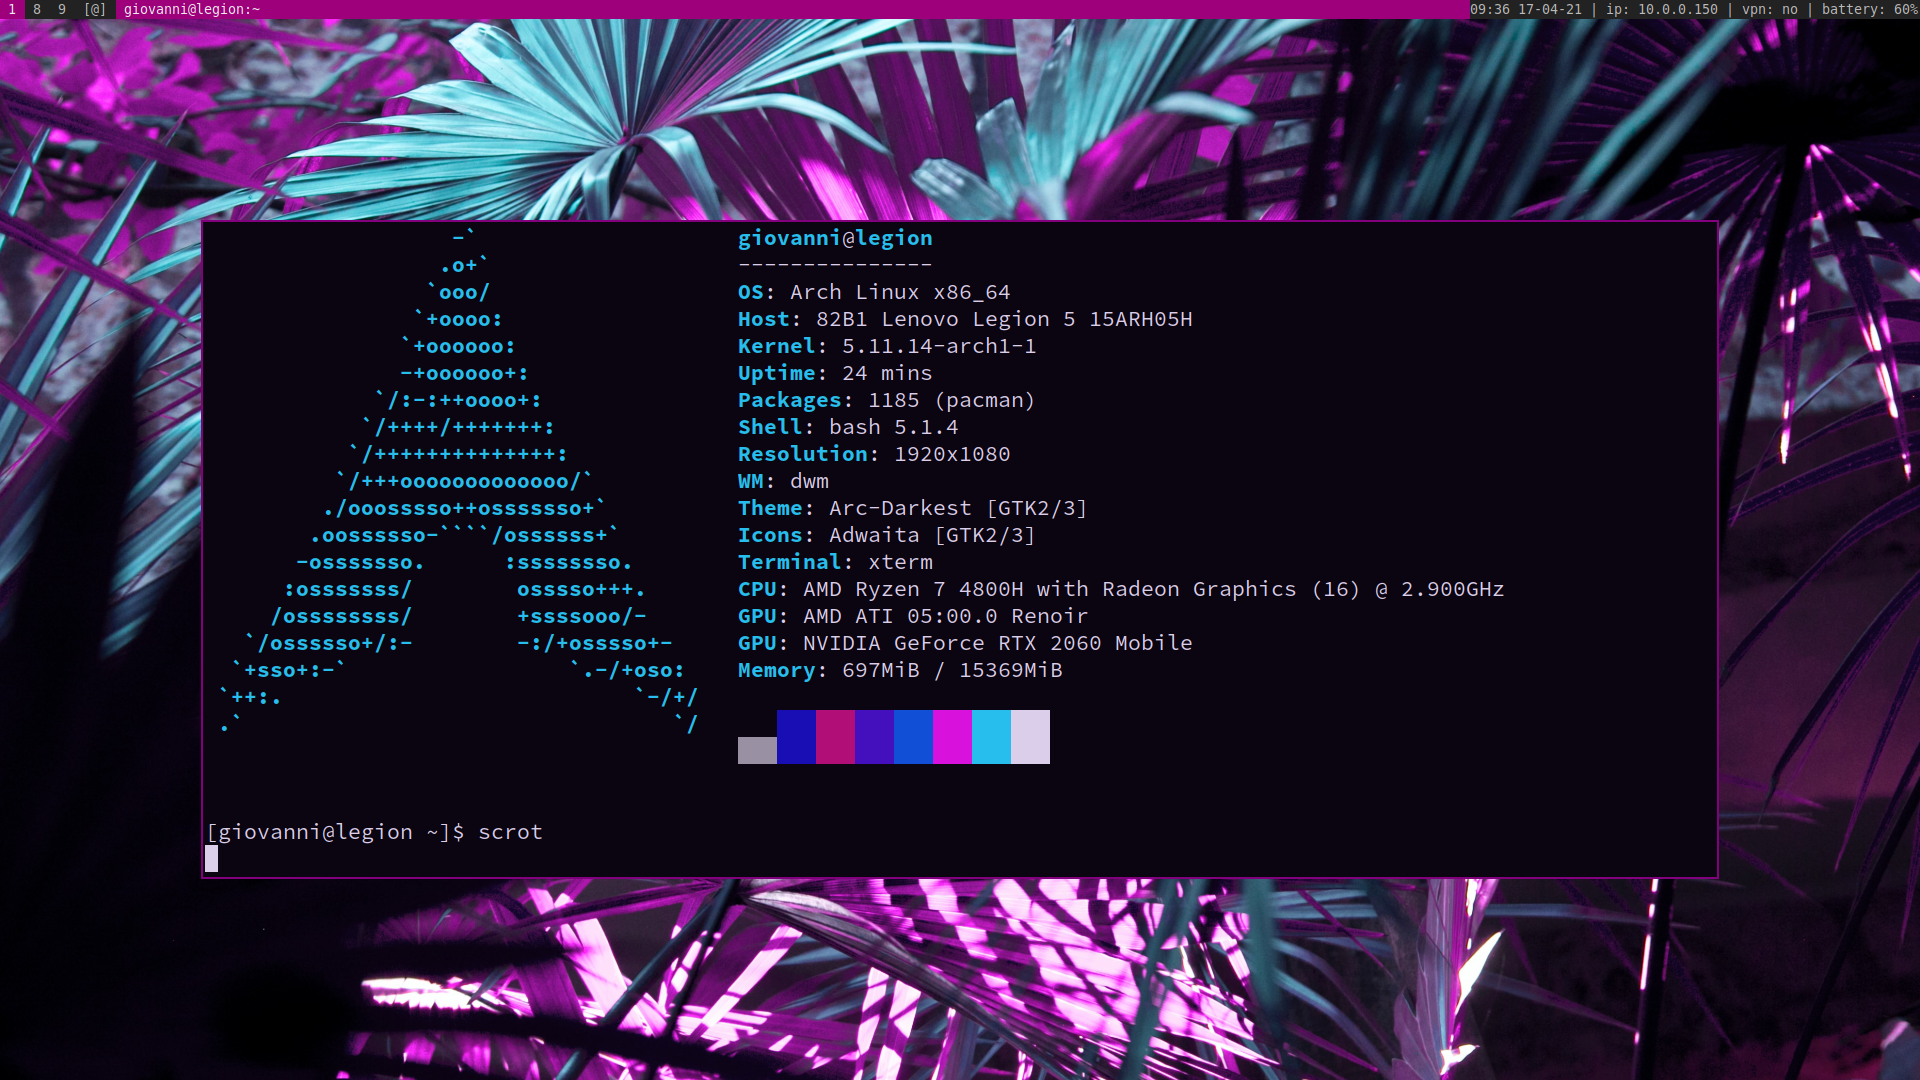 1 8 9 [@] giovanni@legion:~ 09:36 17-04-21 | ip: 10.0.0.150 | vpn: no | battery: 60%
                   -`
                  .o+`
                 `ooo/
                `+oooo:
               `+oooooo:
               -+oooooo+:
             `/:-:++oooo+:
            `/++++/+++++++:
           `/++++++++++++++:
          `/+++ooooooooooooo/`
         ./ooosssso++osssssso+`
        .oossssso-````/ossssss+`
       -osssssso.      :ssssssso.
      :osssssss/        osssso+++.
     /ossssssss/        +ssssooo/-
   `/ossssso+/:-        -:/+osssso+-
  `+sso+:-`                 `.-/+oso:
 `++:.                           `-/+/
 .`                                 `/
giovanni@legion
---------------
OS: Arch Linux x86_64
Host: 82B1 Lenovo Legion 5 15ARH05H
Kernel: 5.11.14-arch1-1
Uptime: 24 mins
Packages: 1185 (pacman)
Shell: bash 5.1.4
Resolution: 1920x1080
WM: dwm
Theme: Arc-Darkest [GTK2/3]
Icons: Adwaita [GTK2/3]
Terminal: xterm
CPU: AMD Ryzen 7 4800H with Radeon Graphics (16) @ 2.900GHz
GPU: AMD ATI 05:00.0 Renoir
GPU: NVIDIA GeForce RTX 2060 Mobile
Memory: 697MiB / 15369MiB
[giovanni@legion ~]$ scrot